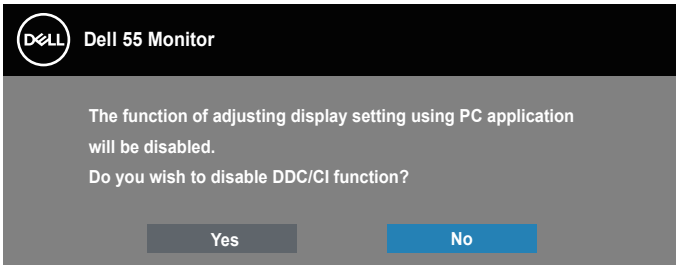 DELL
Dell 55 Monitor
The function of adjusting display setting using PC application
will be disabled.
Do you wish to disable DDC/CI function?
Yes
No